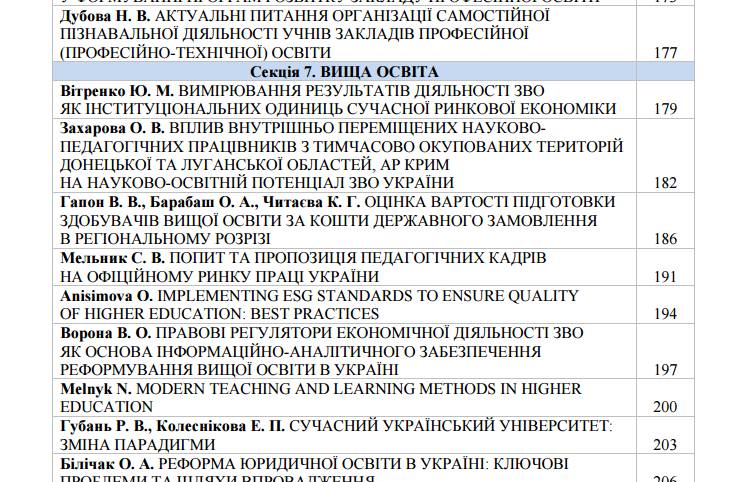 Дубова Н. В. АКТУАЛЬНІ ПИТАННЯ ОРГАНІЗАЦІЇ САМОСТІЙНОЇ
ПІЗНАВАЛЬНОЇ ДІЯЛЬНОСТІ УЧНІВ ЗАКЛАДІВ ПРОФЕСІЙНОЇ
(ПРОФЕСІЙНО-ТЕХНІЧНОЇ) ОСВІТИ 177
Секція 7. ВИЩА ОСВІТА
Вітренко Ю. М. ВИМІРЮВАННЯ РЕЗУЛЬТАТІВ ДІЯЛЬНОСТІ ЗВО
ЯК ІНСТИТУЦІОНАЛЬНИХ ОДИНИЦЬ СУЧАСНОЇ РИНКОВОЇ ЕКОНОМІКИ 179
Захарова О. В. ВПЛИВ ВНУТРІШНЬО ПЕРЕМІЩЕНИХ НАУКОВО-
ПЕДАГОГІЧНИХ ПРАЦІВНИКІВ З ТИМЧАСОВО ОКУПОВАНИХ ТЕРИТОРІЙ
ДОНЕЦЬКОЇ ТА ЛУГАНСЬКОЇ ОБЛАСТЕЙ, АР КРИМ
НА НАУКОВО-ОСВІТНІЙ ПОТЕНЦІАЛ ЗВО УКРАЇНИ 182
Гапон В. В., Барабаш О. А., Читаєва К. Г. ОЦІНКА ВАРТОСТІ ПІДГОТОВКИ
ЗДОБУВАЧІВ ВИЩОЇ ОСВІТИ ЗА КОШТИ ДЕРЖАВНОГО ЗАМОВЛЕННЯ
В РЕГІОНАЛЬНОМУ РОЗРІЗІ 186
Мельник С. В. ПОПИТ ТА ПРОПОЗИЦІЯ ПЕДАГОГІЧНИХ КАДРІВ
НА ОФІЦІЙНОМУ РИНКУ ПРАЦІ УКРАЇНИ 191
Anisimova O. IMPLEMENTING ESG STANDARDS TO ENSURE QUALITY
OF HIGHER EDUCATION: BEST PRACTICES 194
Ворона В. О. ПРАВОВІ РЕГУЛЯТОРИ ЕКОНОМІЧНОЇ ДІЯЛЬНОСТІ ЗВО
ЯК ОСНОВА ІНФОРМАЦІЙНО-АНАЛІТИЧНОГО ЗАБЕЗПЕЧЕННЯ
РЕФОРМУВАННЯ ВИЩОЇ ОСВІТИ В УКРАЇНІ 197
Melnyk N. MODERN TEACHING AND LEARNING METHODS IN HIGHER
EDUCATION 200
Губань Р. В., Колеснікова Е. П. СУЧАСНИЙ УКРАЇНСЬКИЙ УНІВЕРСИТЕТ:
ЗМІНА ПАРАДИГМИ 203
Білічак О. А. РЕФОРМА ЮРИДИЧНОЇ ОСВІТИ В УКРАЇНІ: КЛЮЧОВІ
ПРОБЛЕМИ ТА ШЛЯХИ ВПРОВАДЖЕННЯ 206